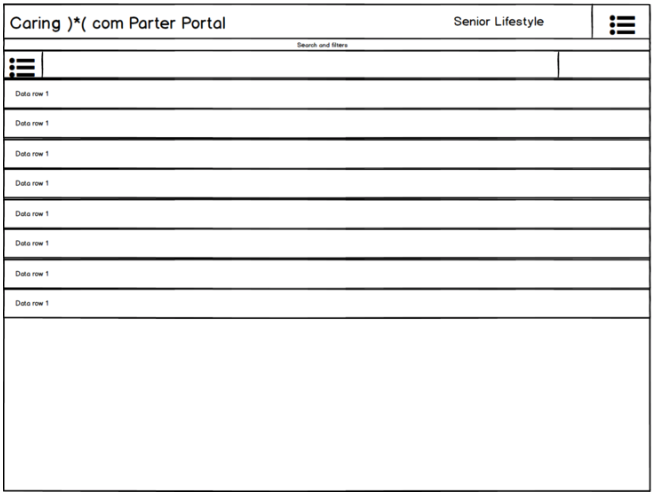 Caring )*( com Parter Portal
Senior Lifestyle
Search and filters
Data row 1
Data row 1
Data row 1
Data row 1
Data row 1
Data row 1
Data row 1
Data row 1